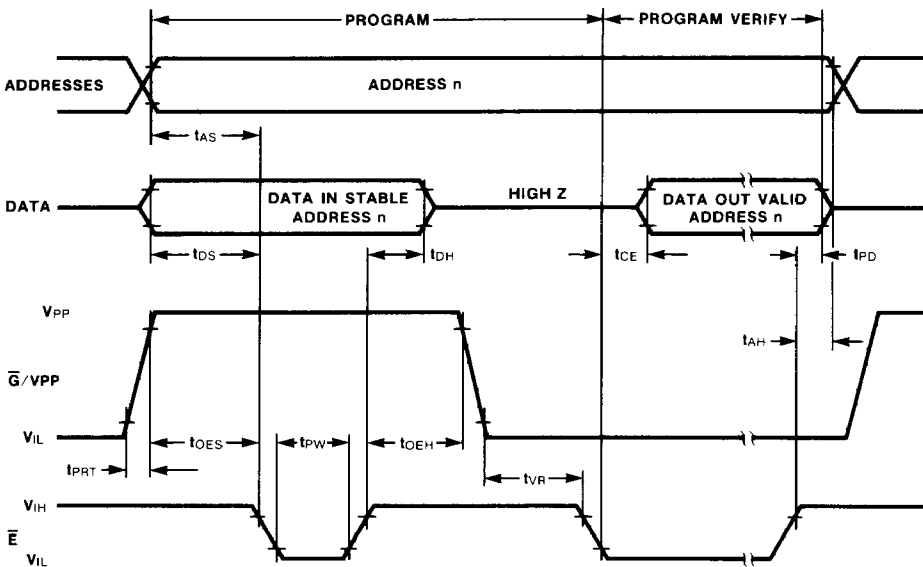 PROGRAM PROGRAM VERIFY
ADDRESSES ADDRESS n
tAS
DATA DATA IN STABLE ADDRESS n HIGH Z DATA OUT VALID ADDRESS n
tDS tDH tCE tPD
VPP
tAH
G̅/VPP
VIL tOES tPW tOEH
tPRT tVR
VIH
E̅
VIL